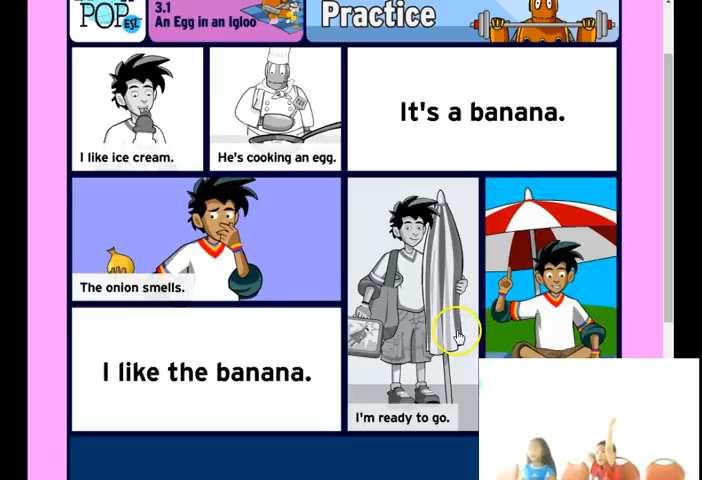 POP ESL
3.1
An Egg in an Igloo
Practice
I like ice cream.
He's cooking an egg.
It's a banana.
The onion smells.
I like the banana.
I'm ready to go.